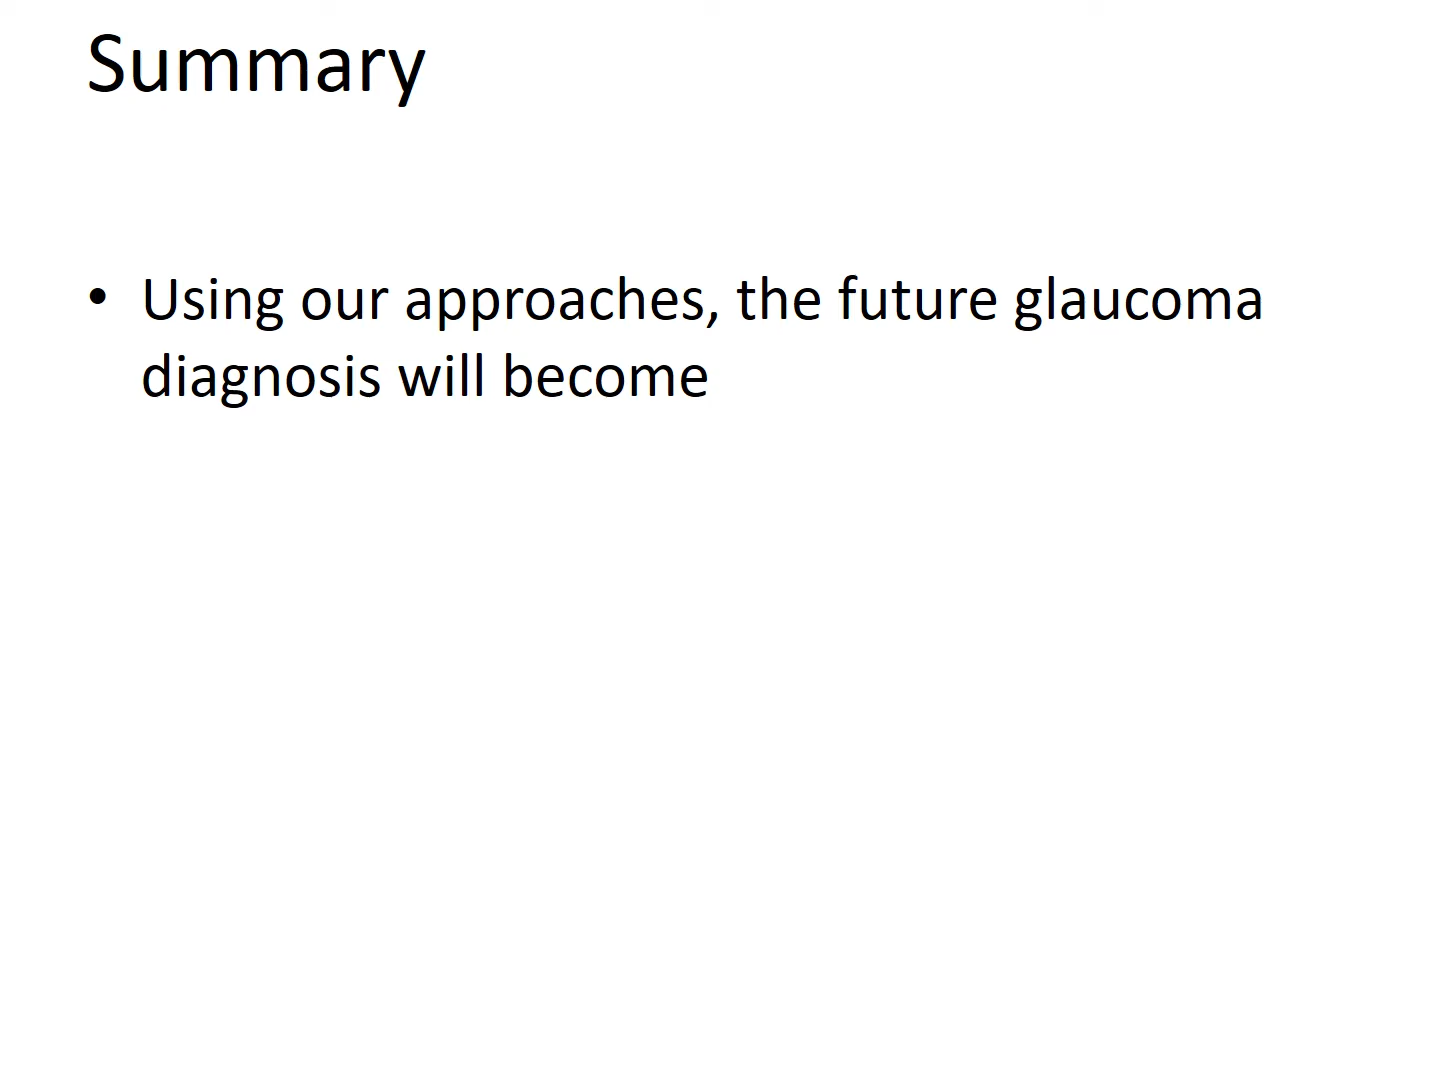 Summary
• Using our approaches, the future glaucoma
diagnosis will become